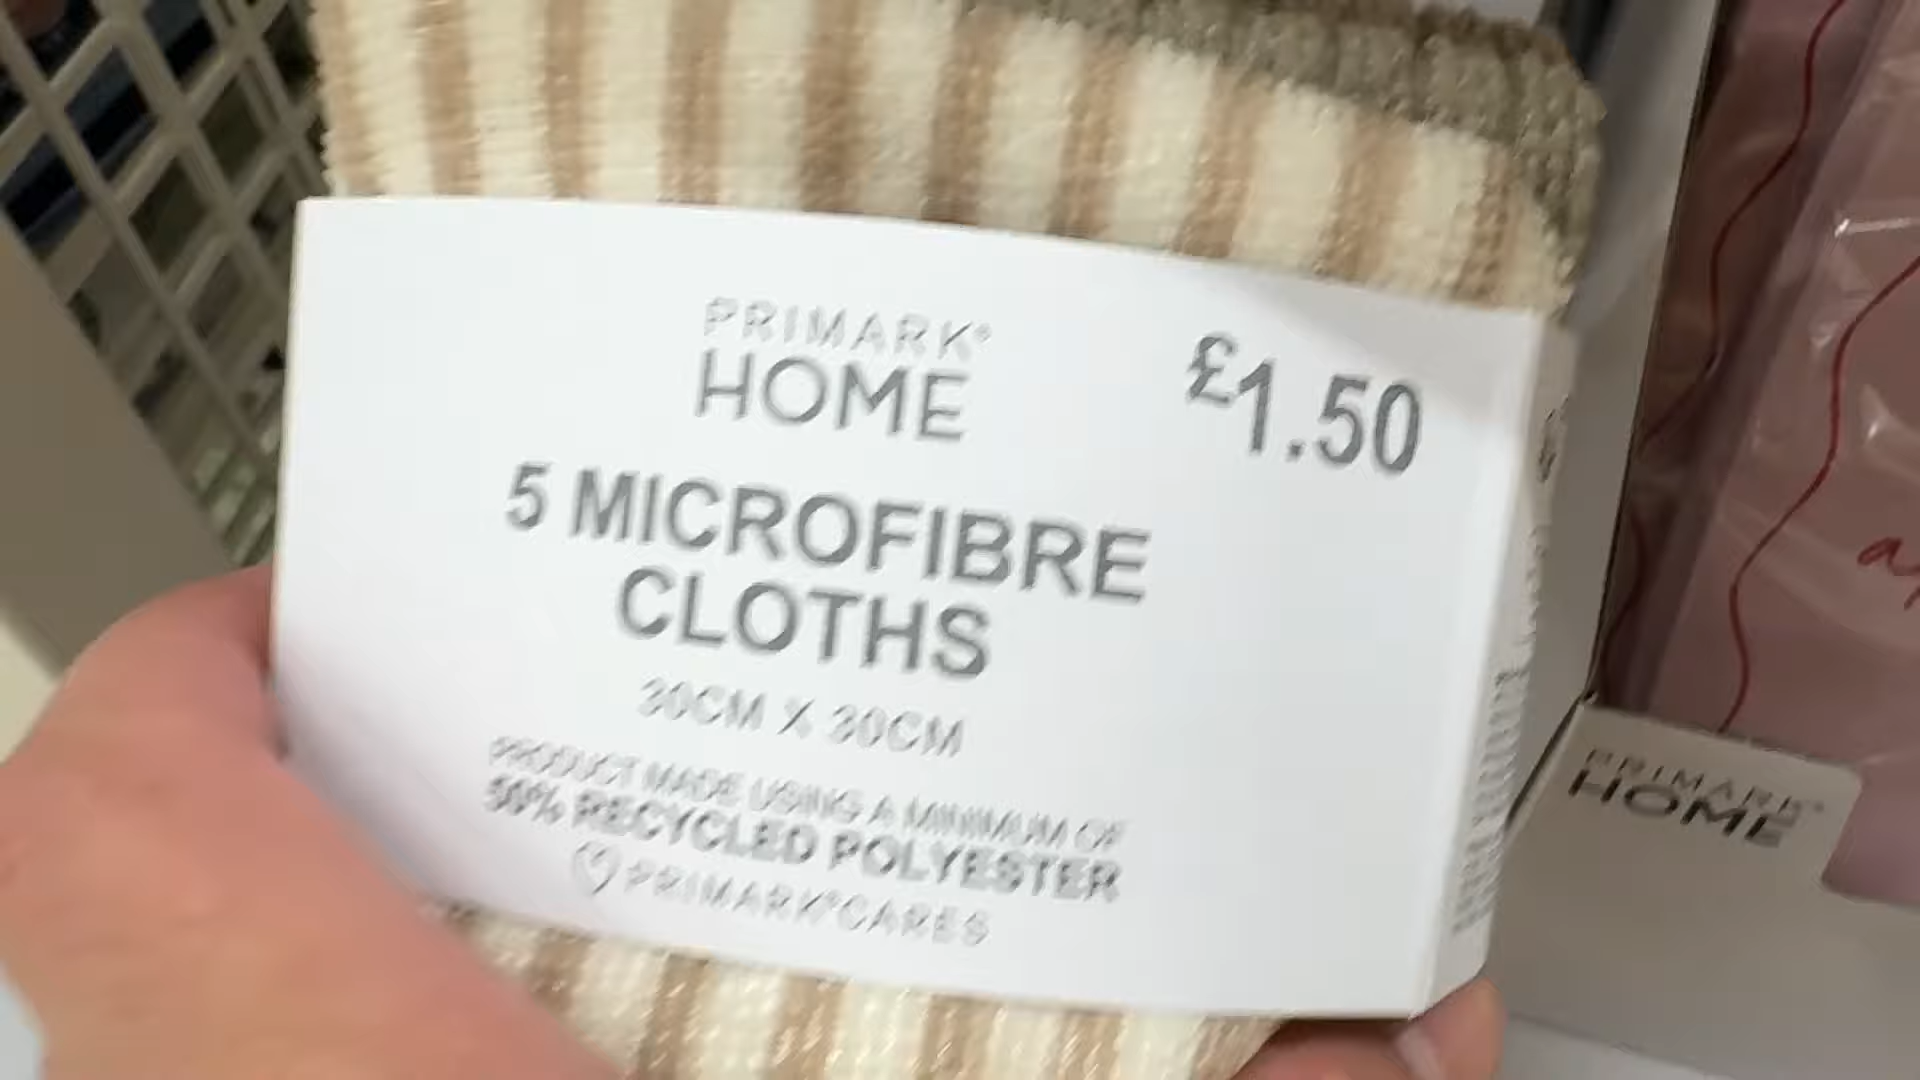 PRIMARK®
HOME
£1.50
5 MICROFIBRE
CLOTHS
30CM X 30CM
PRODUCT MADE USING A MINIMUM OF
50% RECYCLED POLYESTER
PRIMARK®CARES
PRIMARK®
HOME